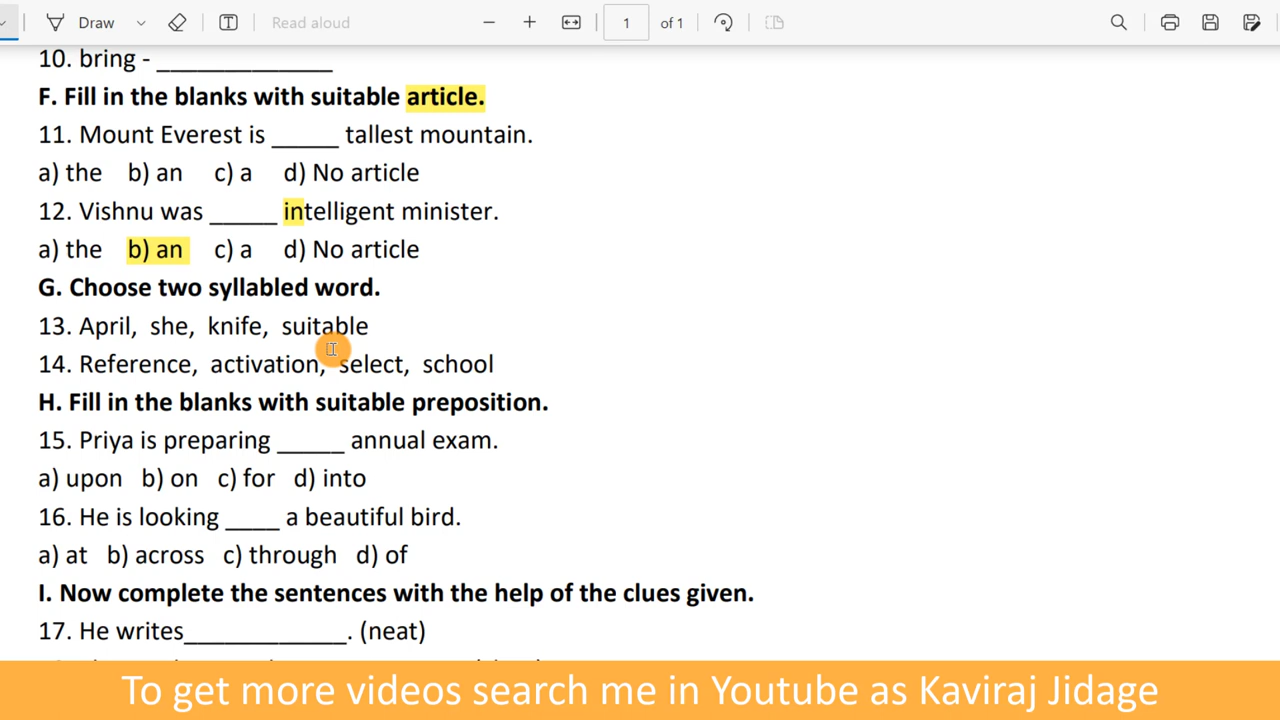 Draw Read aloud 1 of 1
10. bring - _____________
F. Fill in the blanks with suitable article.
11. Mount Everest is _____ tallest mountain.
a) the b) an c) a d) No article
12. Vishnu was _____ intelligent minister.
a) the b) an c) a d) No article
G. Choose two syllabled word.
13. April, she, knife, suitable
14. Reference, activation, select, school
H. Fill in the blanks with suitable preposition.
15. Priya is preparing _____ annual exam.
a) upon b) on c) for d) into
16. He is looking ____ a beautiful bird.
a) at b) across c) through d) of
I. Now complete the sentences with the help of the clues given.
17. He writes____________. (neat)
To get more videos search me in Youtube as Kaviraj Jidage